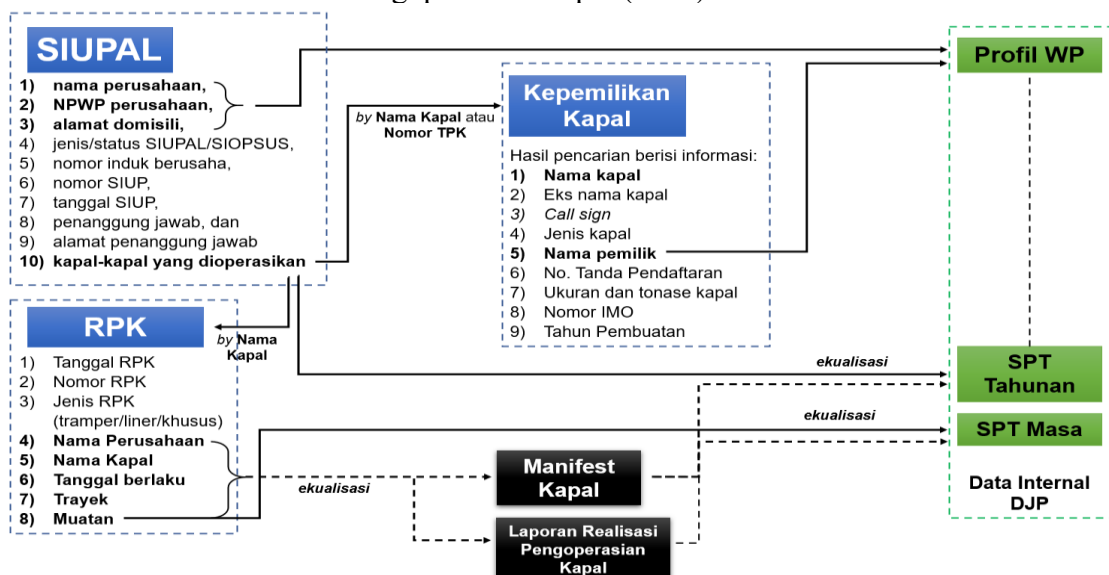 SIUPAL
1) nama perusahaan,
2) NPWP perusahaan,
3) alamat domisili,
4) jenis/status SIUPAL/SIOPSUS,
5) nomor induk berusaha,
6) nomor SIUP,
7) tanggal SIUP,
8) penanggung jawab, dan
9) alamat penanggung jawab
10) kapal-kapal yang dioperasikan
by Nama Kapal atau
Nomor TPK
Kepemilikan
Kapal
Hasil pencarian berisi informasi:
1) Nama kapal
2) Eks nama kapal
3) Call sign
4) Jenis kapal
5) Nama pemilik
6) No. Tanda Pendaftaran
7) Ukuran dan tonase kapal
8) Nomor IMO
9) Tahun Pembuatan
Profil WP
RPK
by Nama
Kapal
1) Tanggal RPK
2) Nomor RPK
3) Jenis RPK
(tramper/liner/khusus)
4) Nama Perusahaan
5) Nama Kapal
6) Tanggal berlaku
7) Trayek
8) Muatan
ekualisasi
SPT
Tahunan
ekualisasi
SPT Masa
ekualisasi
Manifest
Kapal
Laporan Realisasi
Pengoperasian
Kapal
Data Internal
DJP